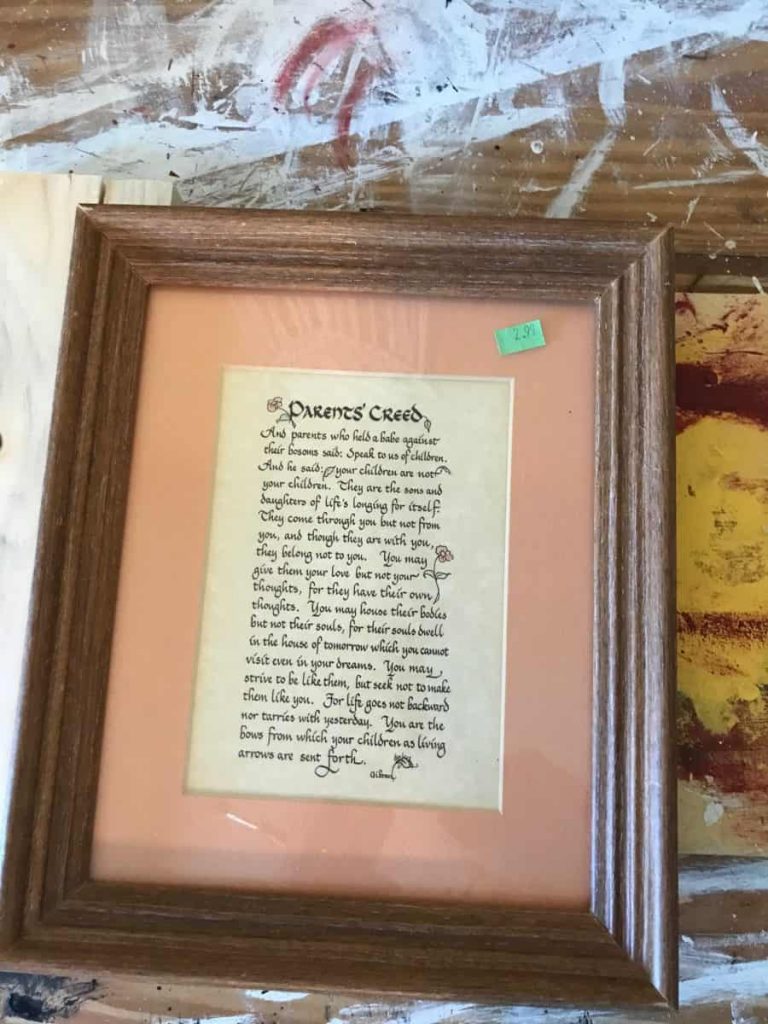 2.99
PARENTS' CREED
And parents who held a babe against
their bosoms said: Speak to us of children.
And he said: your children are not
your children. They are the sons and
daughters of life's longing for itself.
They come through you but not from
you, and though they are with you,
they belong not to you. You may
give them your love but not your
thoughts, for they have their own
thoughts. You may house their bodies
but not their souls, for their souls dwell
in the house of tomorrow which you cannot
visit even in your dreams. You may
strive to be like them, but seek not to make
them like you. For life goes not backward
nor tarries with yesterday. You are the
bows from which your children as living
arrows are sent forth.